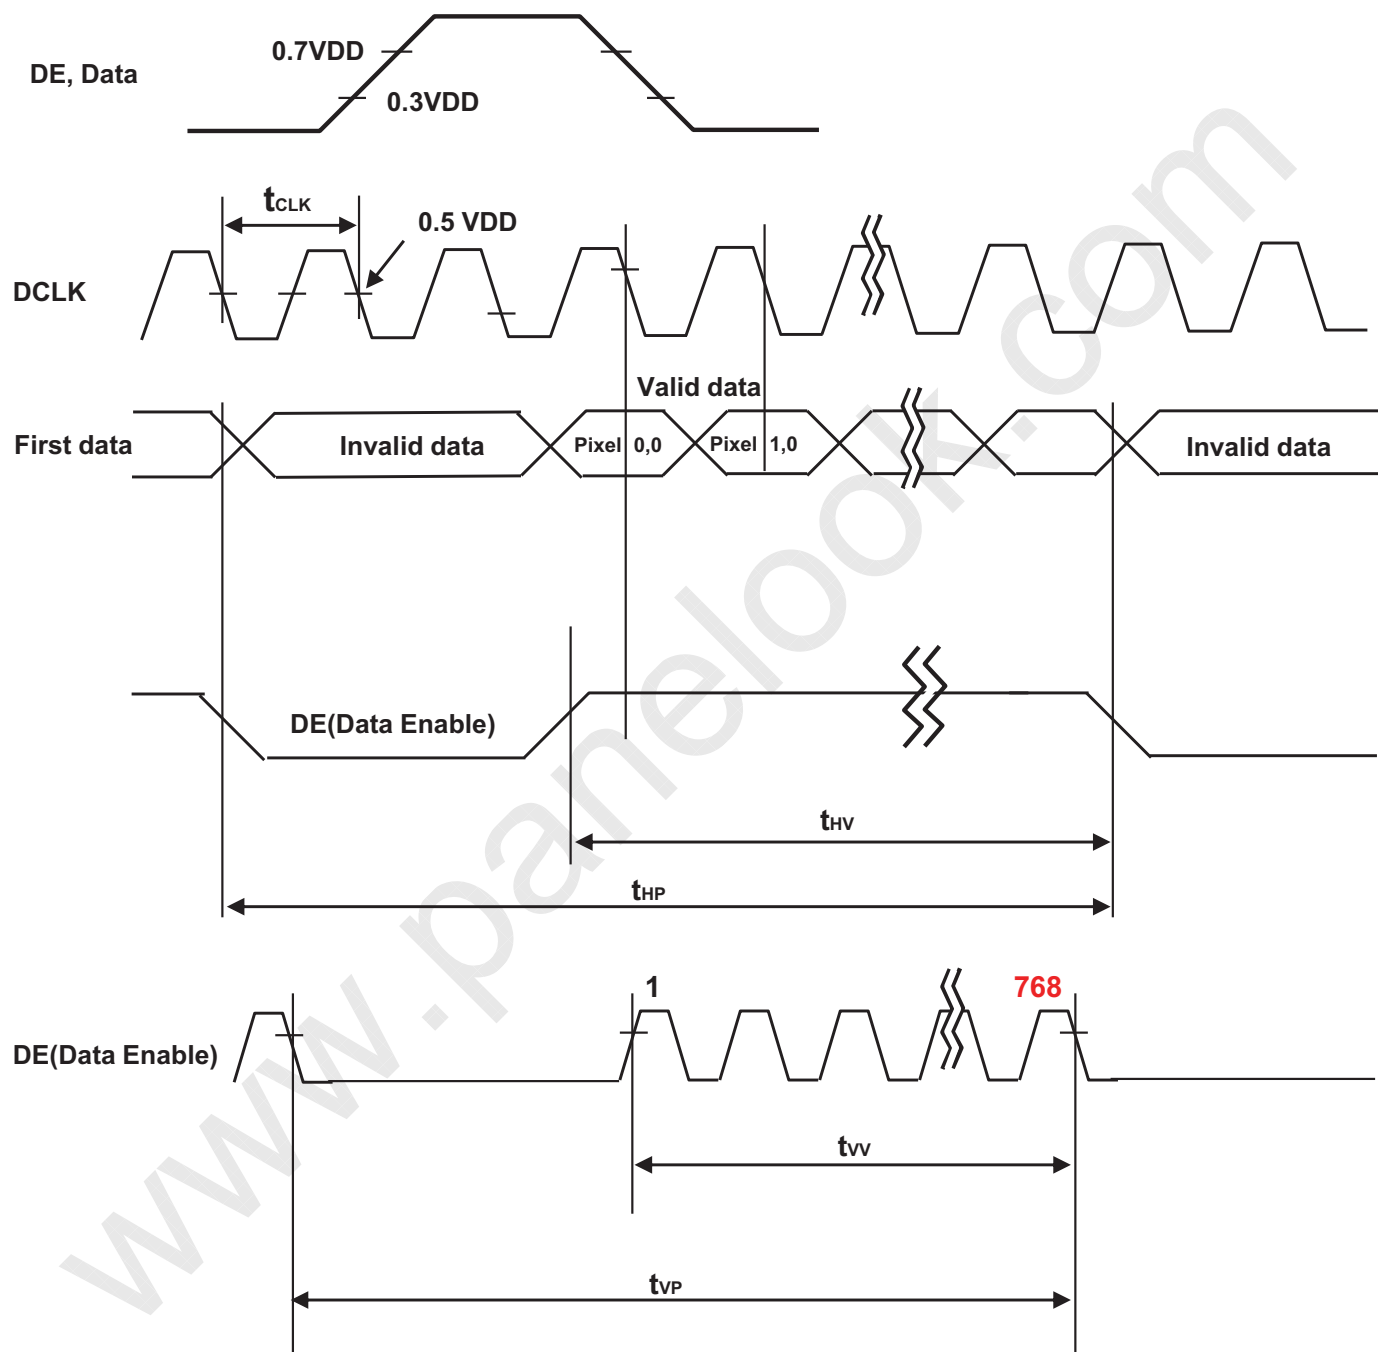 0.7VDD
DE, Data
0.3VDD
tCLK
0.5 VDD
DCLK
Valid data
First data
Invalid data
Pixel 0,0
Pixel 1,0
Invalid data
DE(Data Enable)
tHV
tHP
1
768
DE(Data Enable)
tVV
tVP
www.panelook.com